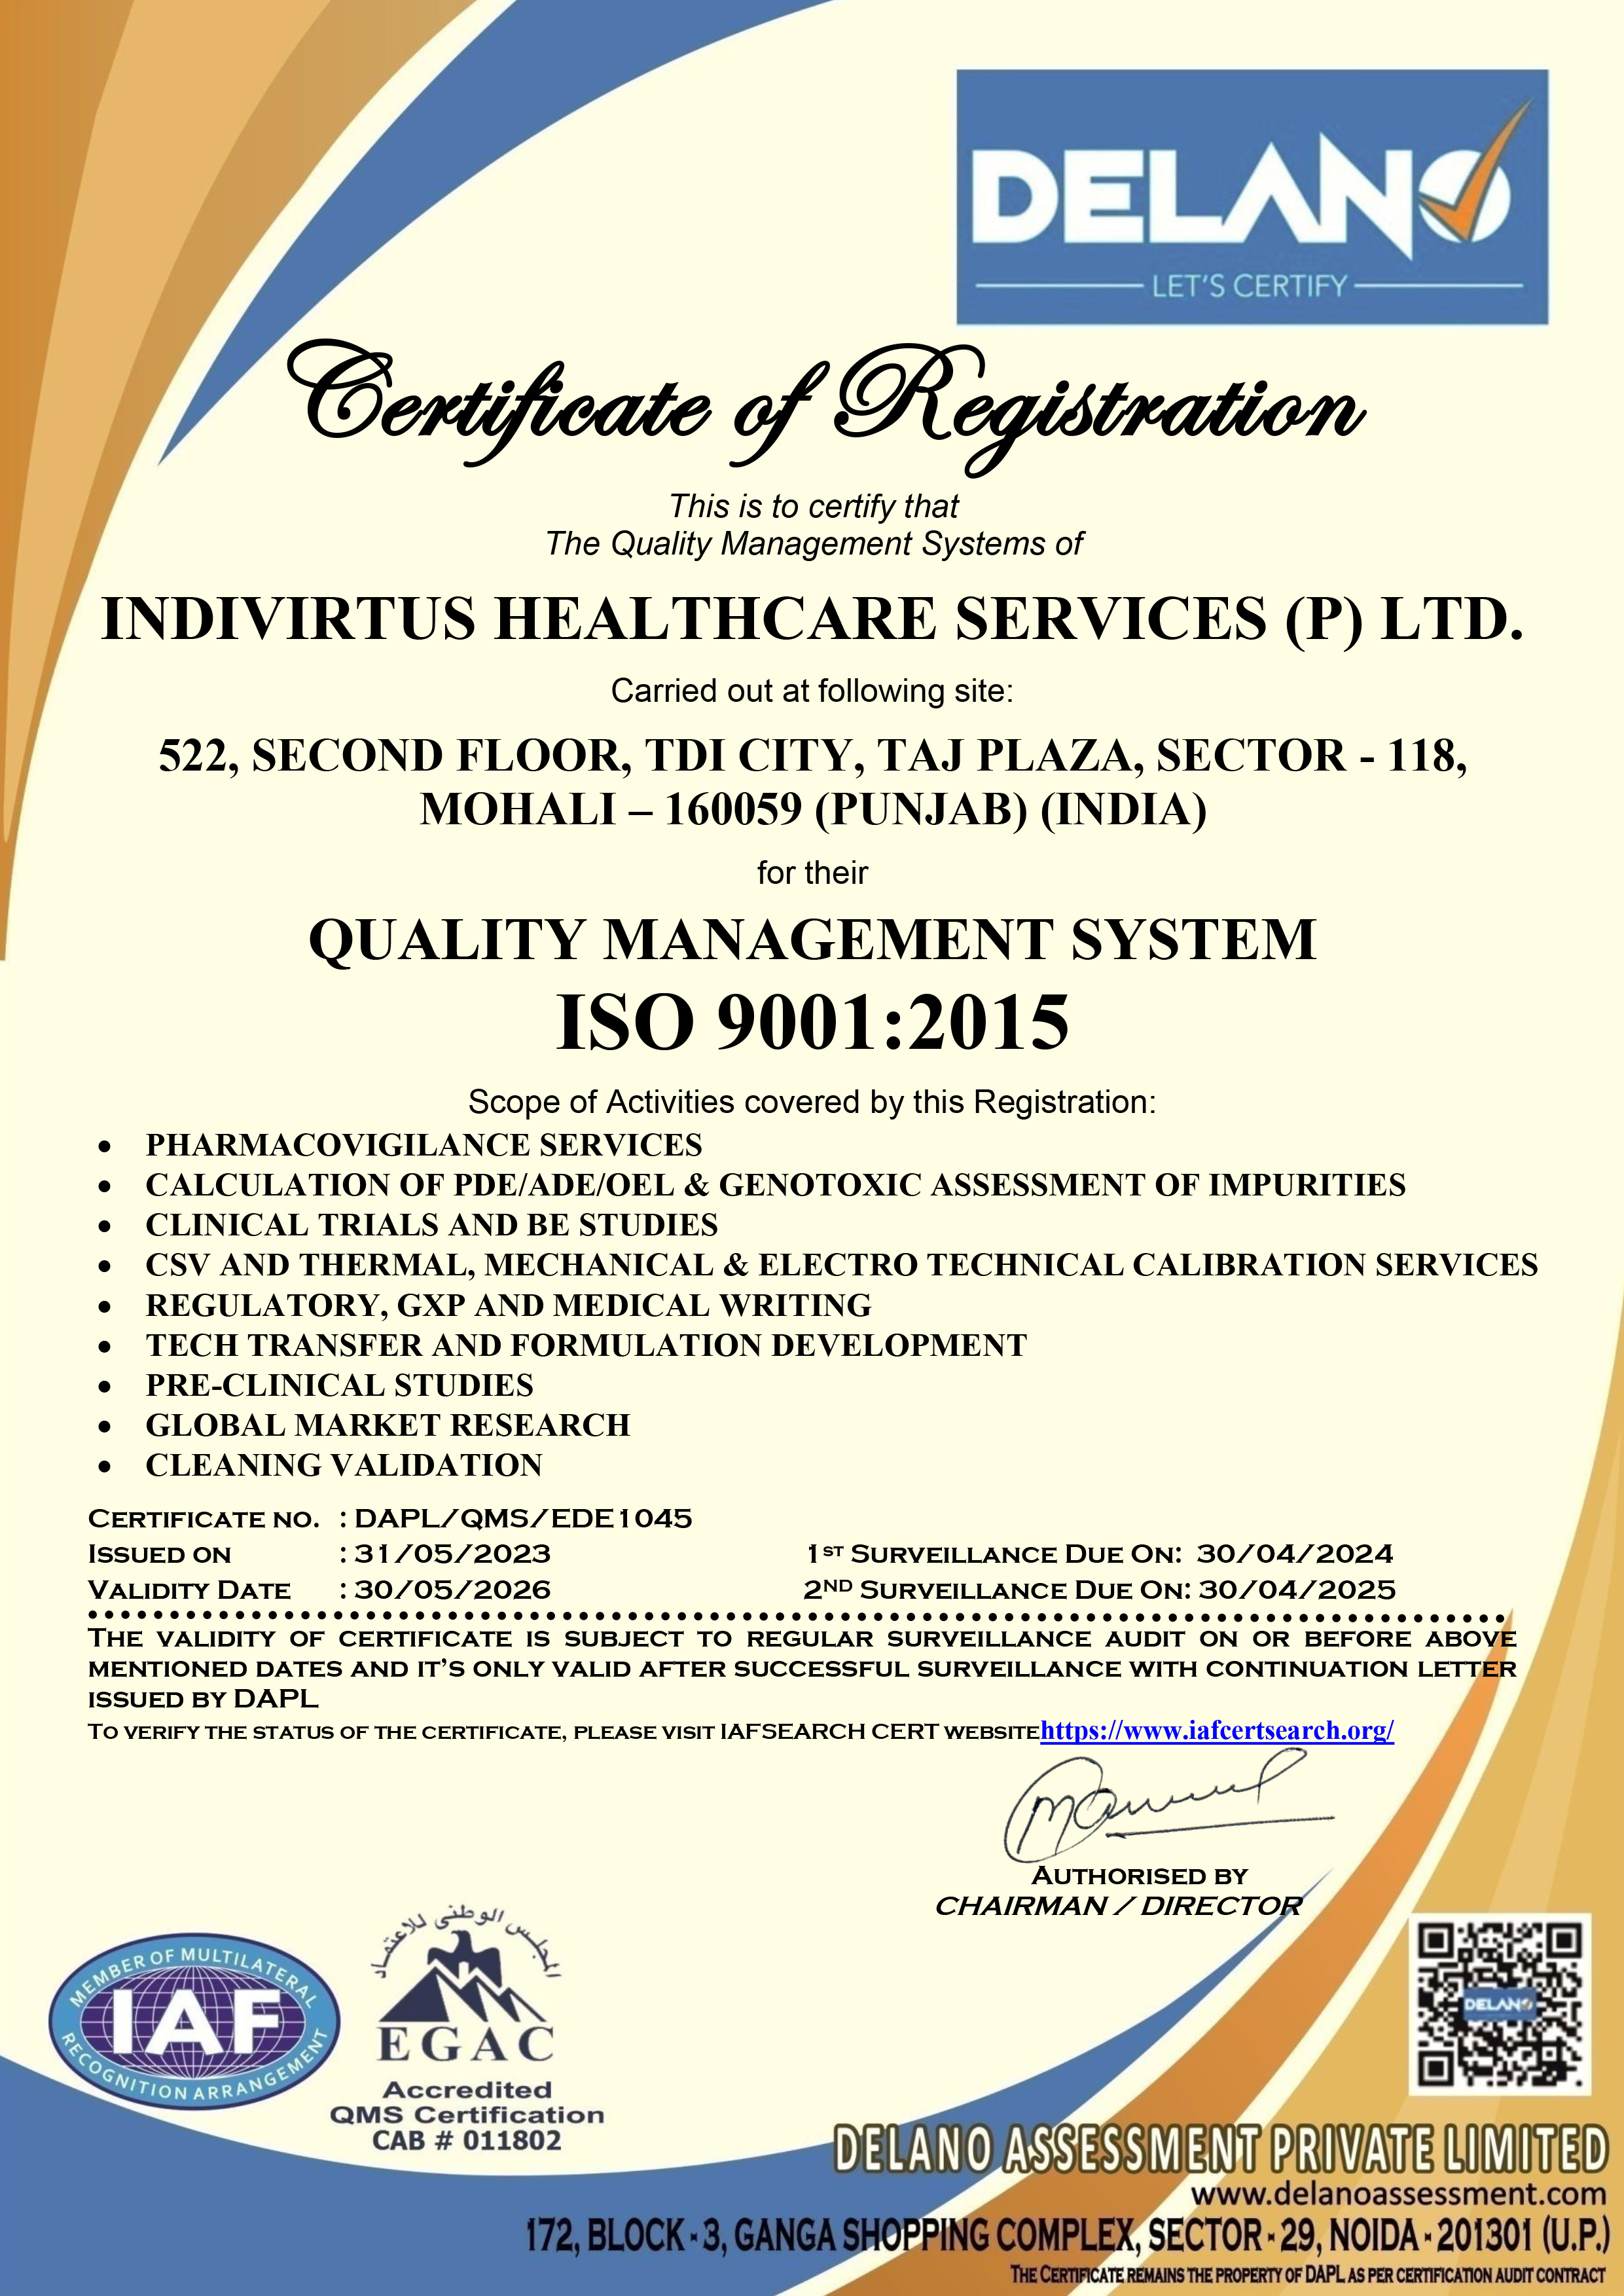 DELANO
LET'S CERTIFY
Certificate of Registration
This is to certify that
The Quality Management Systems of
INDIVIRTUS HEALTHCARE SERVICES (P) LTD.
Carried out at following site:
522, SECOND FLOOR, TDI CITY, TAJ PLAZA, SECTOR - 118,
MOHALI – 160059 (PUNJAB) (INDIA)
for their
QUALITY MANAGEMENT SYSTEM
ISO 9001:2015
Scope of Activities covered by this Registration:
• PHARMACOVIGILANCE SERVICES
• CALCULATION OF PDE/ADE/OEL & GENOTOXIC ASSESSMENT OF IMPURITIES
• CLINICAL TRIALS AND BE STUDIES
• CSV AND THERMAL, MECHANICAL & ELECTRO TECHNICAL CALIBRATION SERVICES
• REGULATORY, GXP AND MEDICAL WRITING
• TECH TRANSFER AND FORMULATION DEVELOPMENT
• PRE-CLINICAL STUDIES
• GLOBAL MARKET RESEARCH
• CLEANING VALIDATION
CERTIFICATE NO. : DAPL/QMS/EDE1045
ISSUED ON : 31/05/2023 1ST SURVEILLANCE DUE ON: 30/04/2024
VALIDITY DATE : 30/05/2026 2ND SURVEILLANCE DUE ON: 30/04/2025
THE VALIDITY OF CERTIFICATE IS SUBJECT TO REGULAR SURVEILLANCE AUDIT ON OR BEFORE ABOVE
MENTIONED DATES AND IT'S ONLY VALID AFTER SUCCESSFUL SURVEILLANCE WITH CONTINUATION LETTER
ISSUED BY DAPL
TO VERIFY THE STATUS OF THE CERTIFICATE, PLEASE VISIT IAFSEARCH CERT WEBSITE https://www.iafcertsearch.org/
AUTHORISED BY
CHAIRMAN / DIRECTOR
MEMBER OF MULTILATERAL
IAF
RECOGNITION ARRANGEMENT
المجلس الوطنى للاعتماد
EGAC
Accredited
QMS Certification
CAB # 011802
DELANO
DELANO ASSESSMENT PRIVATE LIMITED
www.delanoassessment.com
172, BLOCK - 3, GANGA SHOPPING COMPLEX, SECTOR - 29, NOIDA - 201301 (U.P.)
THE CERTIFICATE REMAINS THE PROPERTY OF DAPL AS PER CERTIFICATION AUDIT CONTRACT